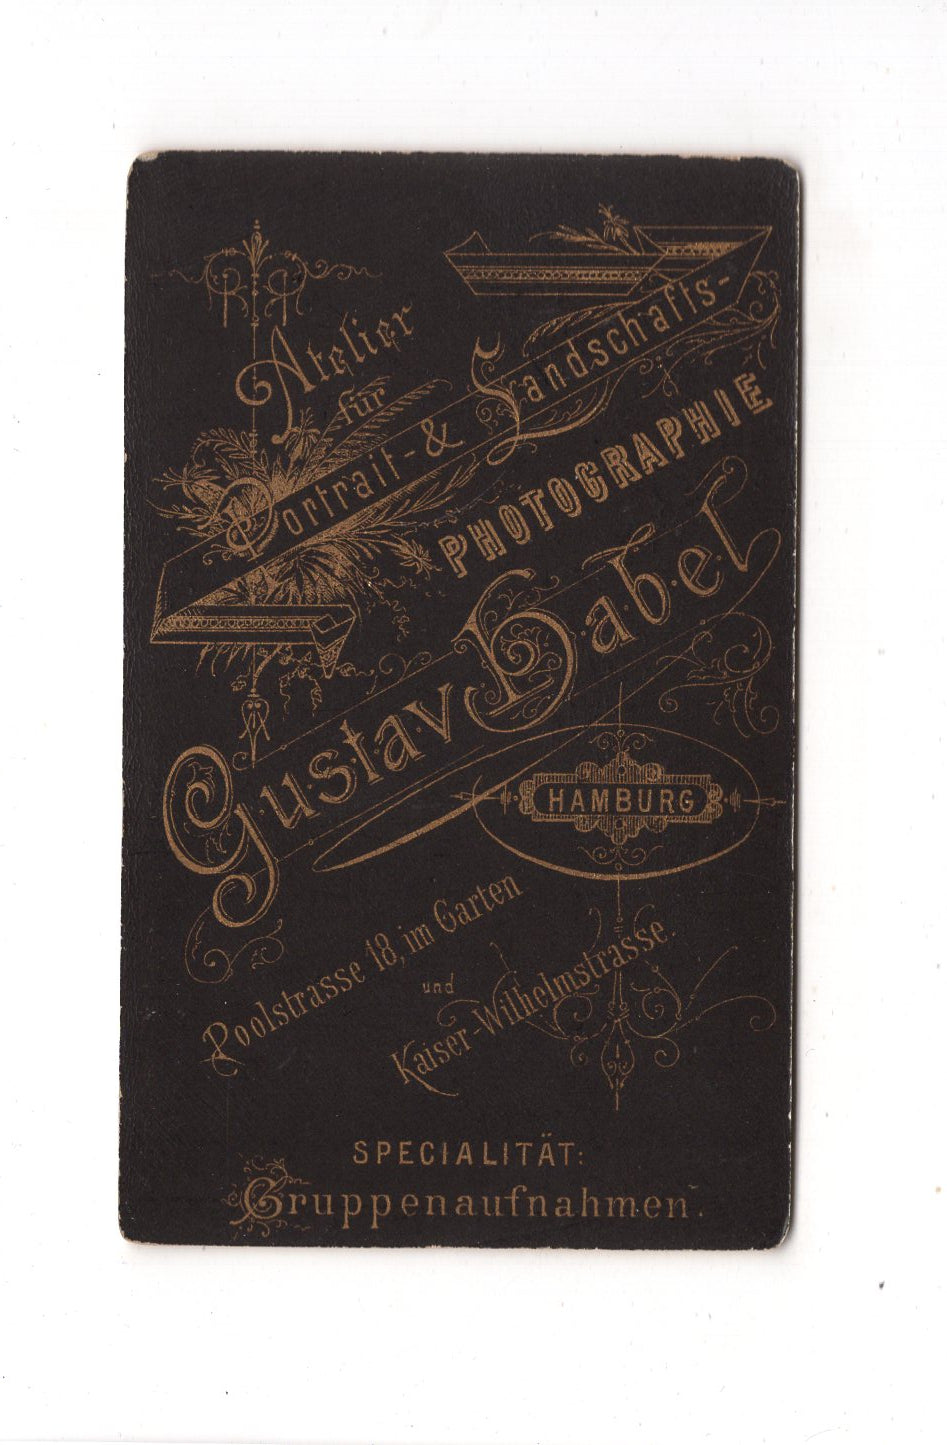 Atelier
für
Portrait- & Landschafts-
PHOTOGRAPHIE
Gustav Habel
HAMBURG
Poolstrasse 18, im Garten
und
Kaiser-Wilhelmstrasse.
SPECIALITÄT:
Gruppenaufnahmen.